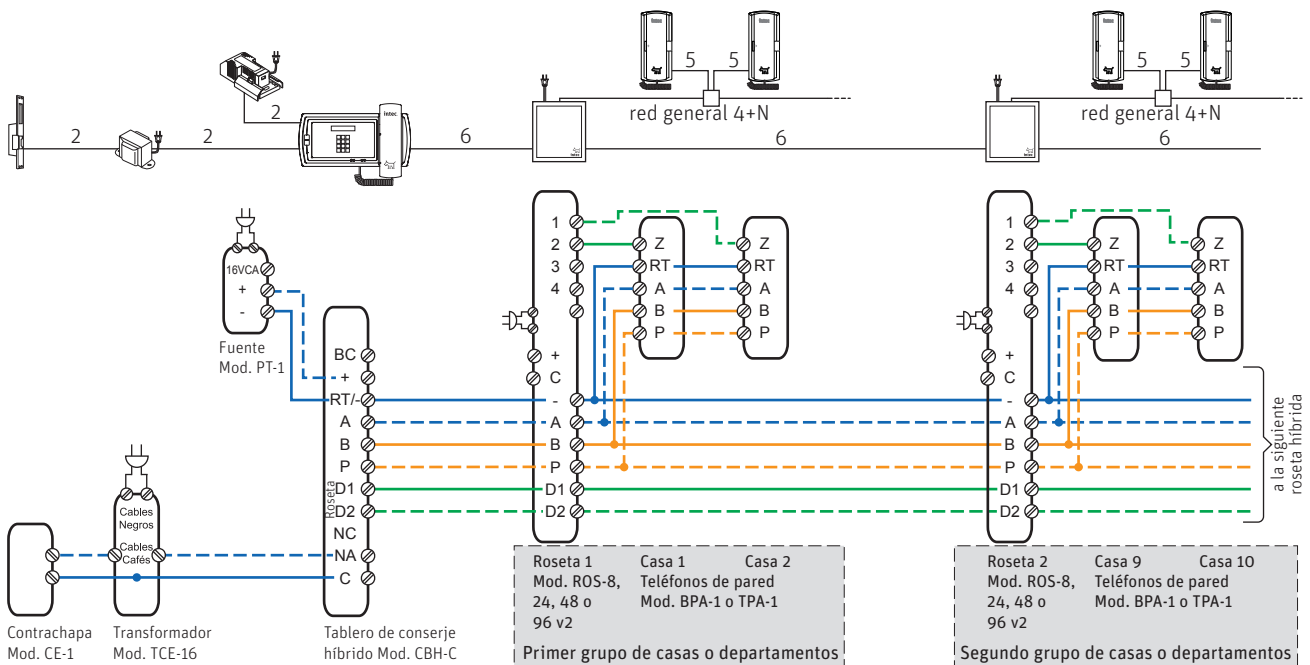 5 5 5 5
red general 4+N red general 4+N
2 2 2 6 6 6
intec
1 1
2 Z Z 2 Z Z
3 RT RT 3 RT RT
4 A A 4 A A
B B B B
P P P P
16VCA
+
-
Fuente
Mod. PT-1
BC + +
+ C C
RT/- - -
A A A
B B B
P P P
Roseta
D1 D1 D1
D2 D2 D2
NC
NA
C
a la siguiente
roseta híbrida
Cables
Negros
Cables
Cafés
Contrachapa
Mod. CE-1
Transformador
Mod. TCE-16
Tablero de conserje
híbrido Mod. CBH-C
Roseta 1 Casa 1 Casa 2
Mod. ROS-8, Teléfonos de pared
24, 48 o Mod. BPA-1 o TPA-1
96 v2
Primer grupo de casas o departamentos
Roseta 2 Casa 9 Casa 10
Mod. ROS-8, Teléfonos de pared
24, 48 o Mod. BPA-1 o TPA-1
96 v2
Segundo grupo de casas o departamentos